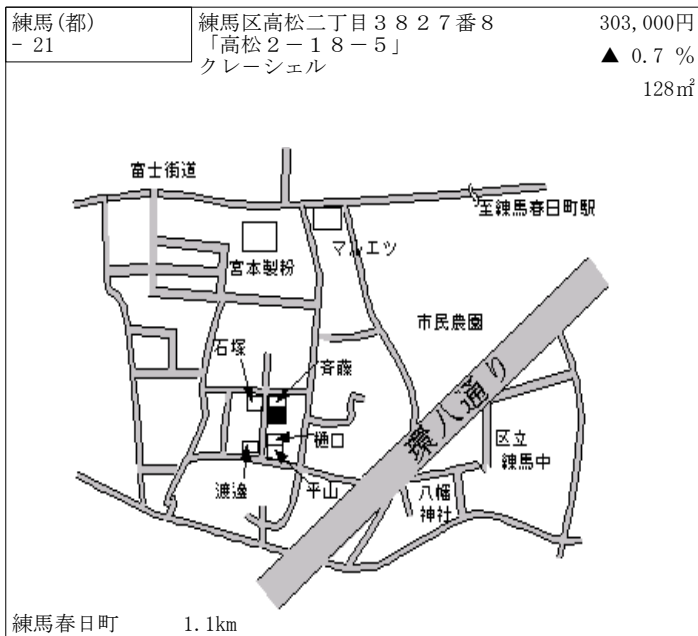 練馬(都)
- 21
練馬区高松二丁目3827番8
「高松2－18－5」
クレーシェル
303,000円
▲ 0.7 %
128㎡
富士街道
至練馬春日町駅
マルエツ
宮本製粉
市民農園
石塚
斉藤
環八通り
樋口
区立
練馬中
渡邊
平山
八幡
神社
練馬春日町 1.1km